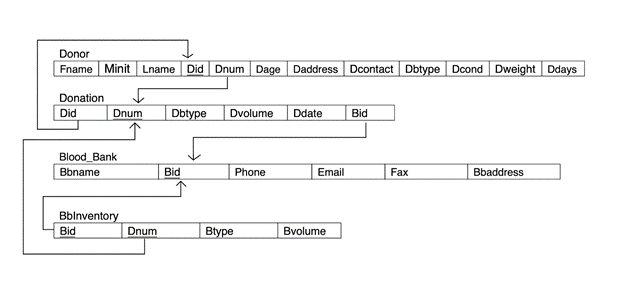 Donor
Fname Minit Lname Did Dnum Dage Daddress Dcontact Dbtype Dcond Dweight Ddays
Donation
Did Dnum Dbtype Dvolume Ddate Bid
Blood_Bank
Bbname Bid Phone Email Fax Bbaddress
BbInventory
Bid Dnum Btype Bvolume